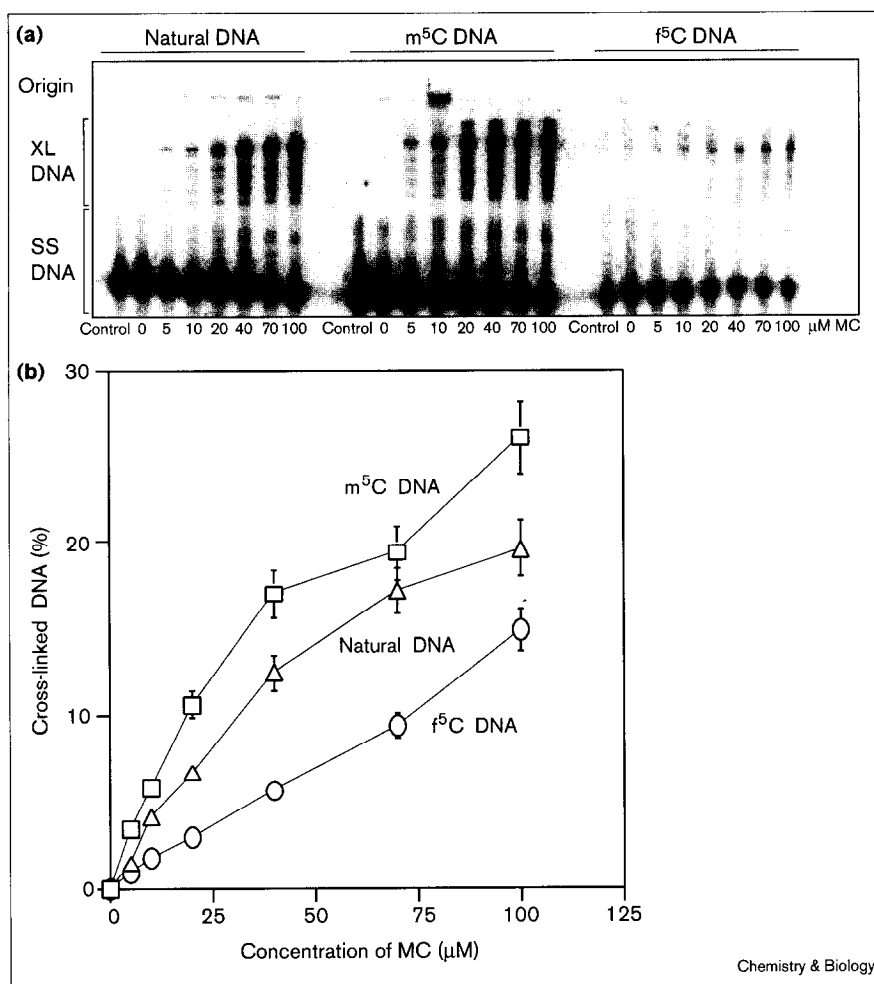 (a)
Natural DNA m⁵C DNA f⁵C DNA
Origin
XL
DNA
SS
DNA
Control 0 5 10 20 40 70 100 Control 0 5 10 20 40 70 100 Control 0 5 10 20 40 70 100 μM MC
(b)
30
20
10
0
Cross-linked DNA (%)
m⁵C DNA
Natural DNA
f⁵C DNA
0 25 50 75 100 125
Concentration of MC (μM)
Chemistry & Biology